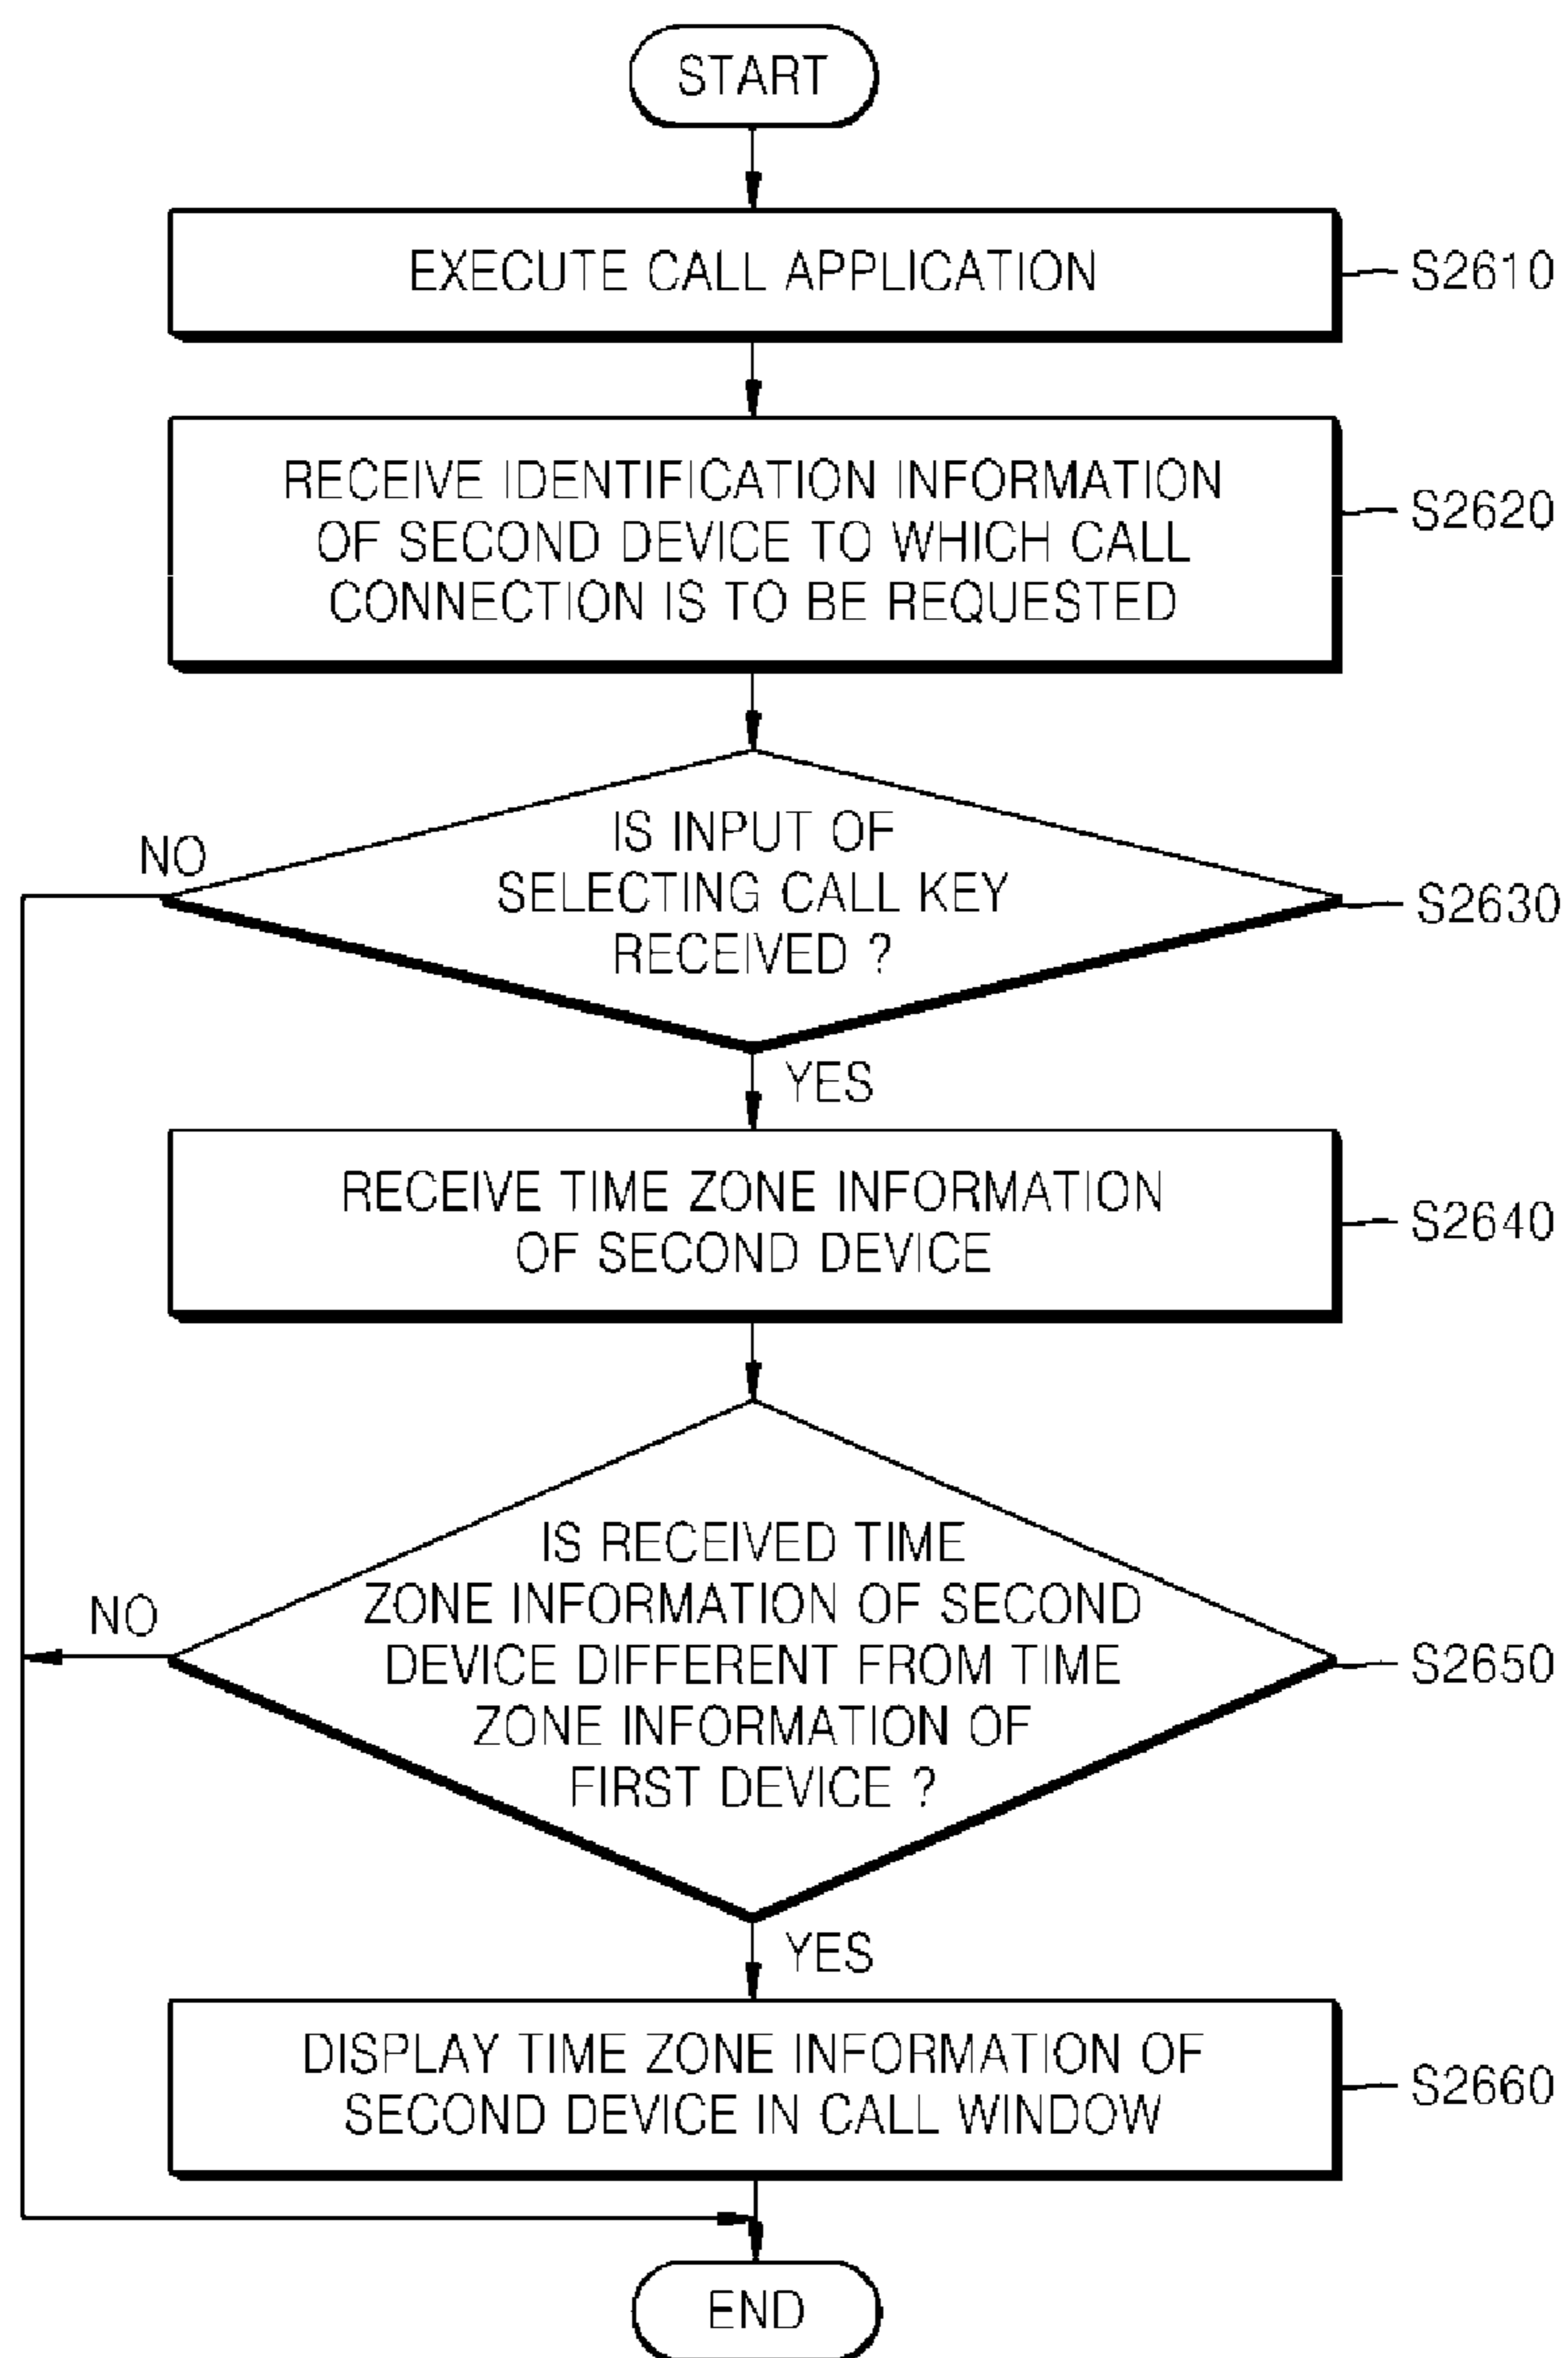 START
EXECUTE CALL APPLICATION
S2610
RECEIVE IDENTIFICATION INFORMATION
OF SECOND DEVICE TO WHICH CALL
CONNECTION IS TO BE REQUESTED
S2620
IS INPUT OF
SELECTING CALL KEY
RECEIVED ?
S2630
NO
YES
RECEIVE TIME ZONE INFORMATION
OF SECOND DEVICE
S2640
IS RECEIVED TIME
ZONE INFORMATION OF SECOND
DEVICE DIFFERENT FROM TIME
ZONE INFORMATION OF
FIRST DEVICE ?
S2650
NO
YES
DISPLAY TIME ZONE INFORMATION OF
SECOND DEVICE IN CALL WINDOW
S2660
END